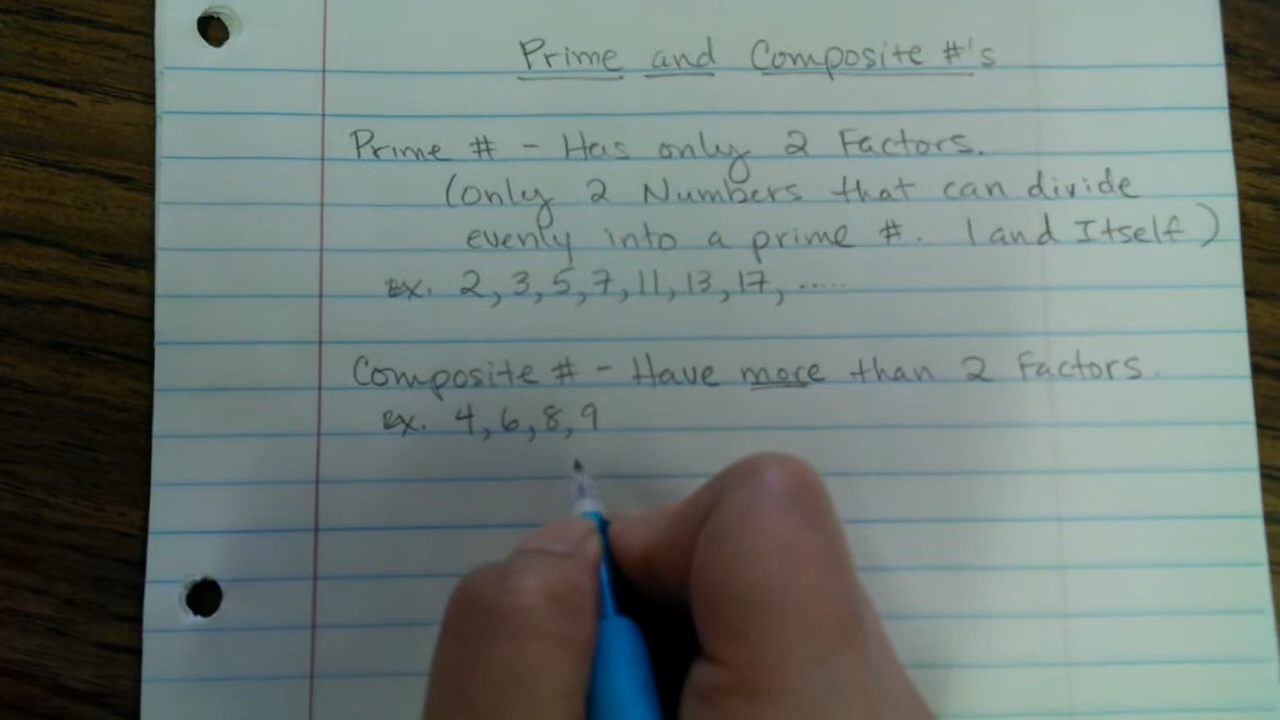 Prime and Composite #'s
Prime # - Has only 2 Factors.
(only 2 Numbers that can divide
evenly into a prime #. 1 and Itself)
ex. 2, 3, 5, 7, 11, 13, 17, .....
Composite # - Have more than 2 Factors.
ex. 4, 6, 8, 9